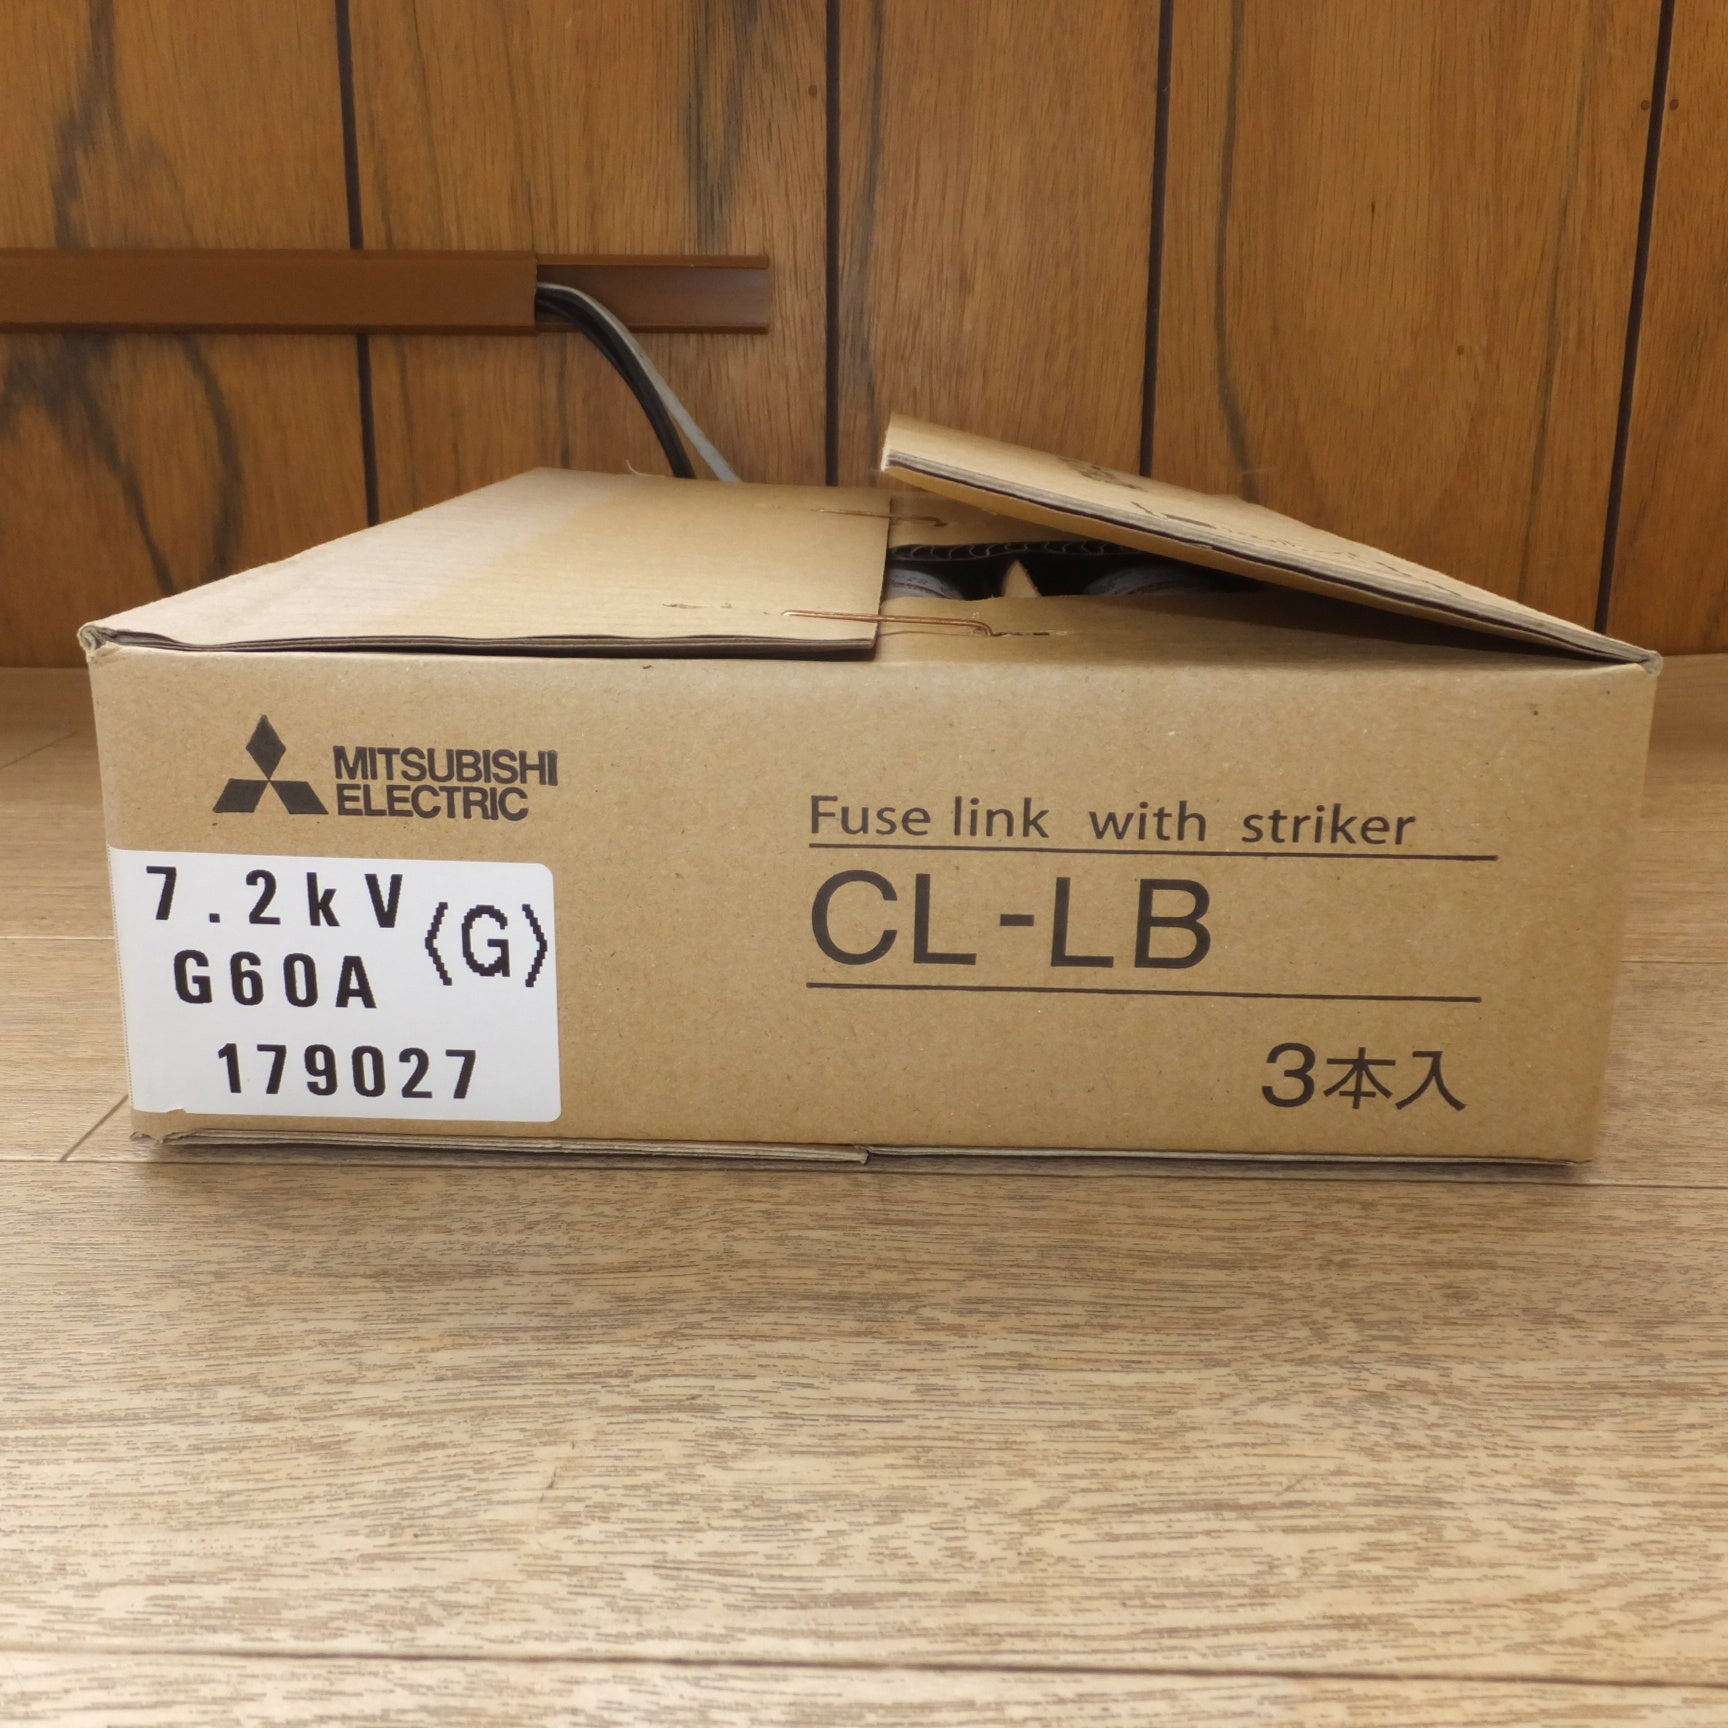 MITSUBISHI
ELECTRIC
7.2kV
G60A
〈G〉
179027
Fuse link with striker
CL-LB
3本入